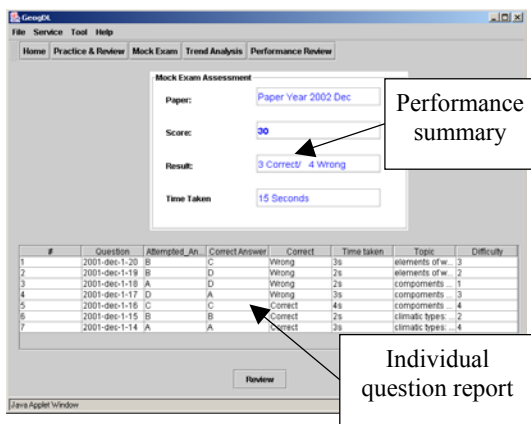 GeogDL
File Service Tool Help
Home Practice & Review Mock Exam Trend Analysis Performance Review
Mock Exam Assessment
Paper: Paper Year 2002 Dec
Score: 30
Result: 3 Correct/ 4 Wrong
Time Taken 15 Seconds
Performance
summary
# Question Attempted_An... Correct Answer Correct Time taken Topic Difficulty
1 2001-dec-1-20 B C Wrong 3s elements of w... 3
2 2001-dec-1-19 B D Wrong 2s elements of w... 2
3 2001-dec-1-18 A D Wrong 2s compoments ... 1
4 2001-dec-1-17 D A Wrong 3s compoments ... 3
5 2001-dec-1-16 C C Correct 4s compoments ... 4
6 2001-dec-1-15 B B Correct 2s climatic types: ... 2
7 2001-dec-1-14 A A Correct 3s climatic types: ... 4
Individual
question report
Review
Java Applet Window